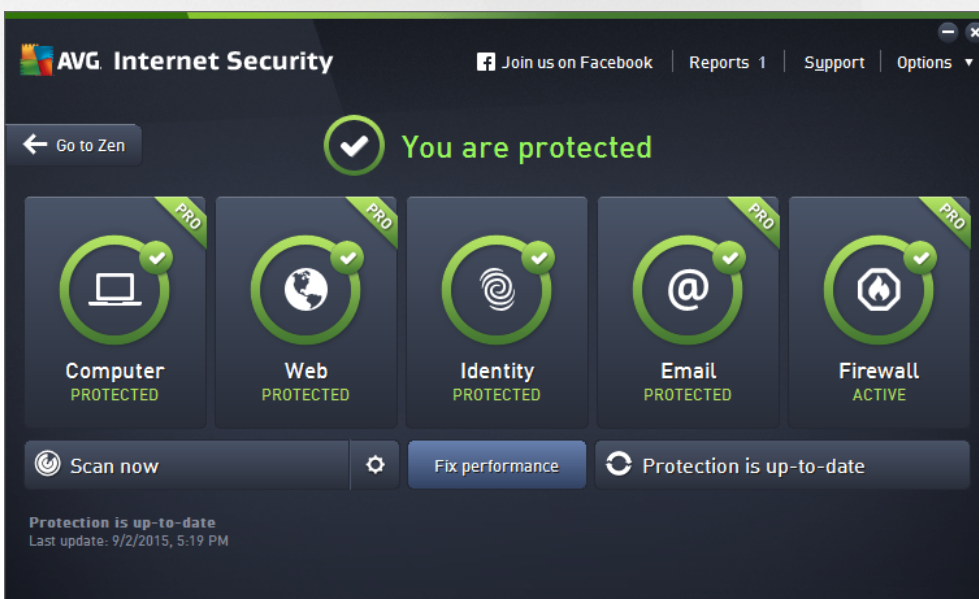 AVG. Internet Security
Join us on Facebook Reports 1 Support Options
Go to Zen
You are protected
PRO PRO PRO PRO
Computer Web Identity Email Firewall
PROTECTED PROTECTED PROTECTED PROTECTED ACTIVE
Scan now Fix performance Protection is up-to-date
Protection is up-to-date
Last update: 9/2/2015, 5:19 PM